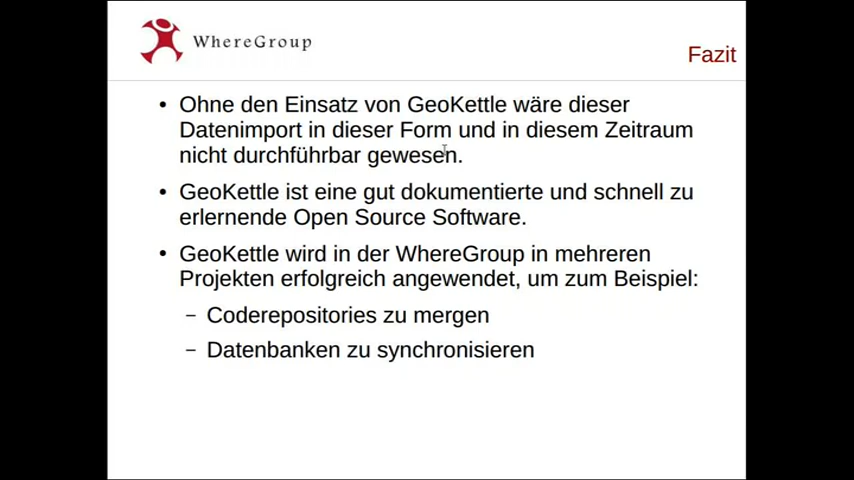 WhereGroup
Fazit
• Ohne den Einsatz von GeoKettle wäre dieser
Datenimport in dieser Form und in diesem Zeitraum
nicht durchführbar gewesen.
• GeoKettle ist eine gut dokumentierte und schnell zu
erlernende Open Source Software.
• GeoKettle wird in der WhereGroup in mehreren
Projekten erfolgreich angewendet, um zum Beispiel:
– Coderepositories zu mergen
– Datenbanken zu synchronisieren